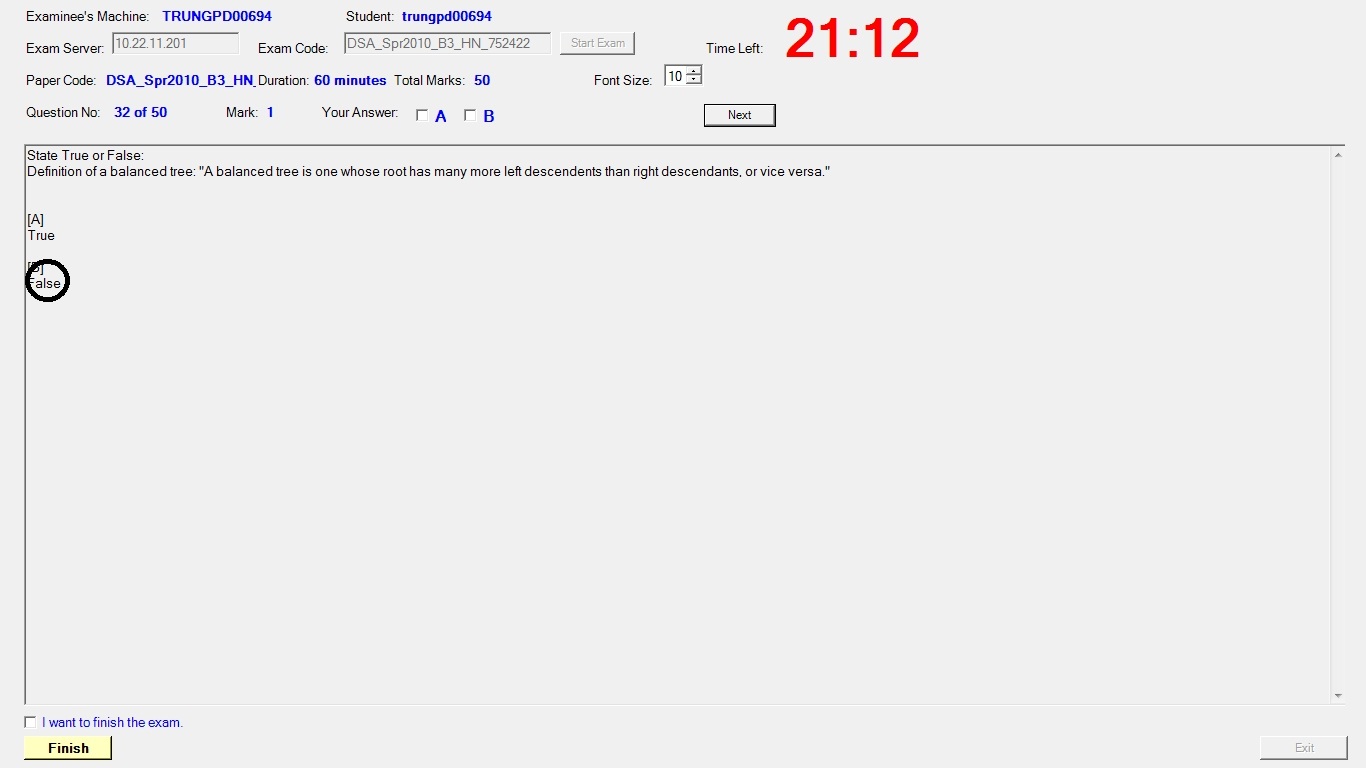 Examinee's Machine: TRUNGPD00694 Student: trungpd00694
Exam Server: 10.22.11.201 Exam Code: DSA_Spr2010_B3_HN_752422 Start Exam Time Left: 21:12
Paper Code: DSA_Spr2010_B3_HN_ Duration: 60 minutes Total Marks: 50 Font Size: 10
Question No: 32 of 50 Mark: 1 Your Answer: A B Next
State True or False:
Definition of a balanced tree: "A balanced tree is one whose root has many more left descendents than right descendants, or vice versa."
[A]
True
[B]
False
I want to finish the exam.
Finish Exit